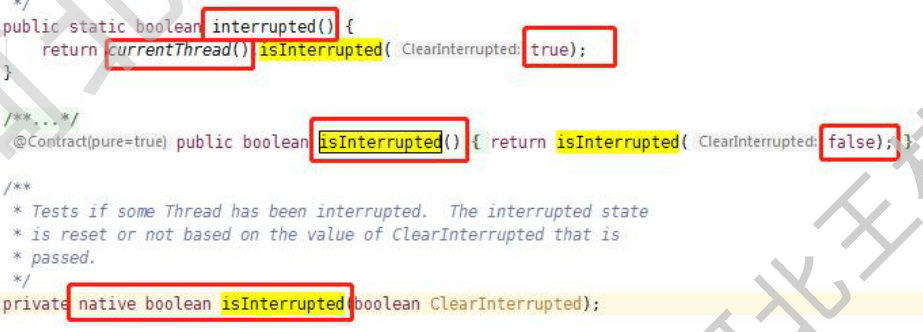 */
public static boolean interrupted() {
return currentThread().isInterrupted( ClearInterrupted: true);
}
/**...*/
@Contract(pure=true) public boolean isInterrupted() { return isInterrupted( ClearInterrupted: false); }
/**
* Tests if some Thread has been interrupted. The interrupted state
* is reset or not based on the value of ClearInterrupted that is
* passed.
*/
private native boolean isInterrupted(boolean ClearInterrupted);